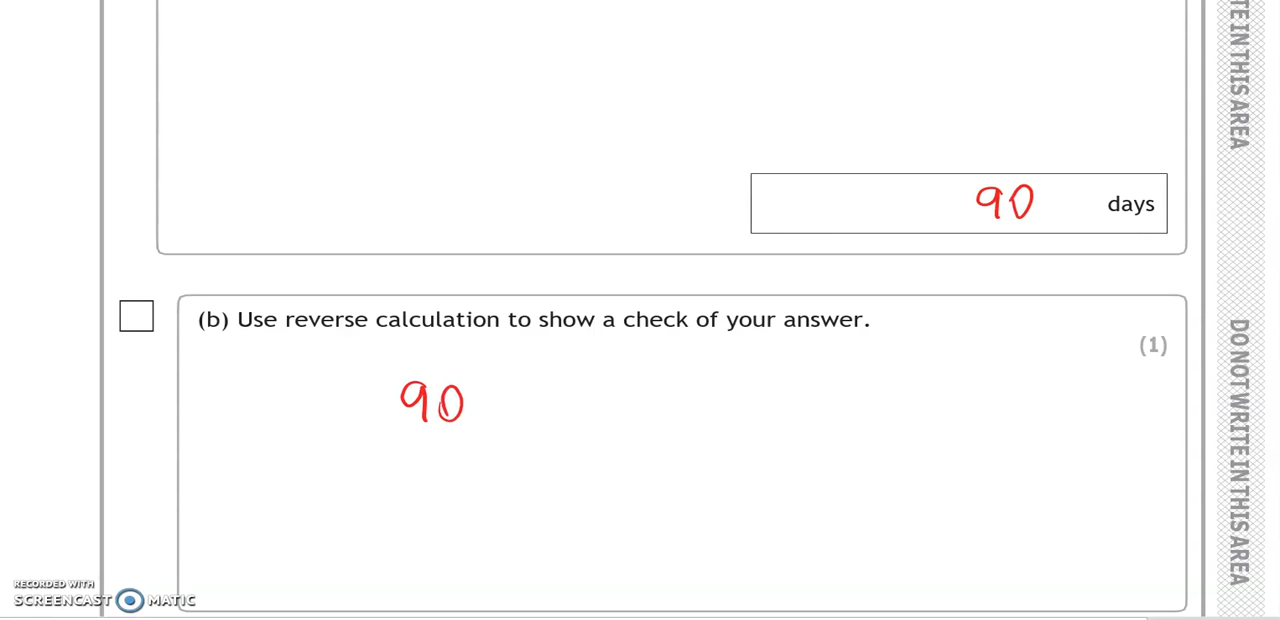 TE IN THIS AREA
90 days
(b) Use reverse calculation to show a check of your answer.
(1)
90
DO NOT WRITE IN THIS AREA
RECORDED WITH
SCREENCAST MATIC